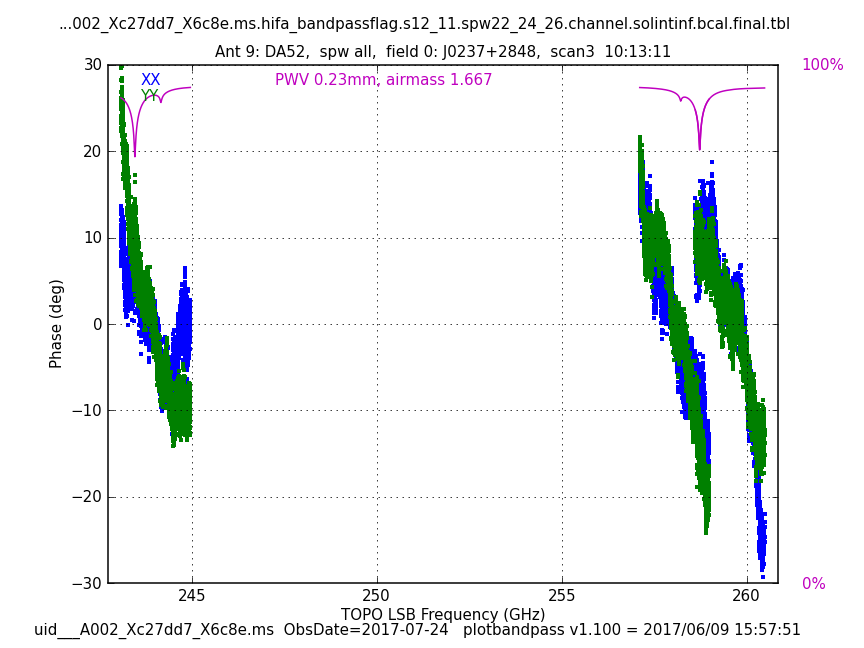 ...002_Xc27dd7_X6c8e.ms.hifa_bandpassflag.s12_11.spw22_24_26.channel.solintinf.bcal.final.tbl
Ant 9: DA52,  spw all,  field 0: J0237+2848,  scan3  10:13:11
30
100%
XX
PWV 0.23mm, airmass 1.667
YY
20
10
0
Phase (deg)
−10
−20
−30
0%
245
250
255
260
TOPO LSB Frequency (GHz)
uid___A002_Xc27dd7_X6c8e.ms  ObsDate=2017-07-24   plotbandpass v1.100 = 2017/06/09 15:57:51